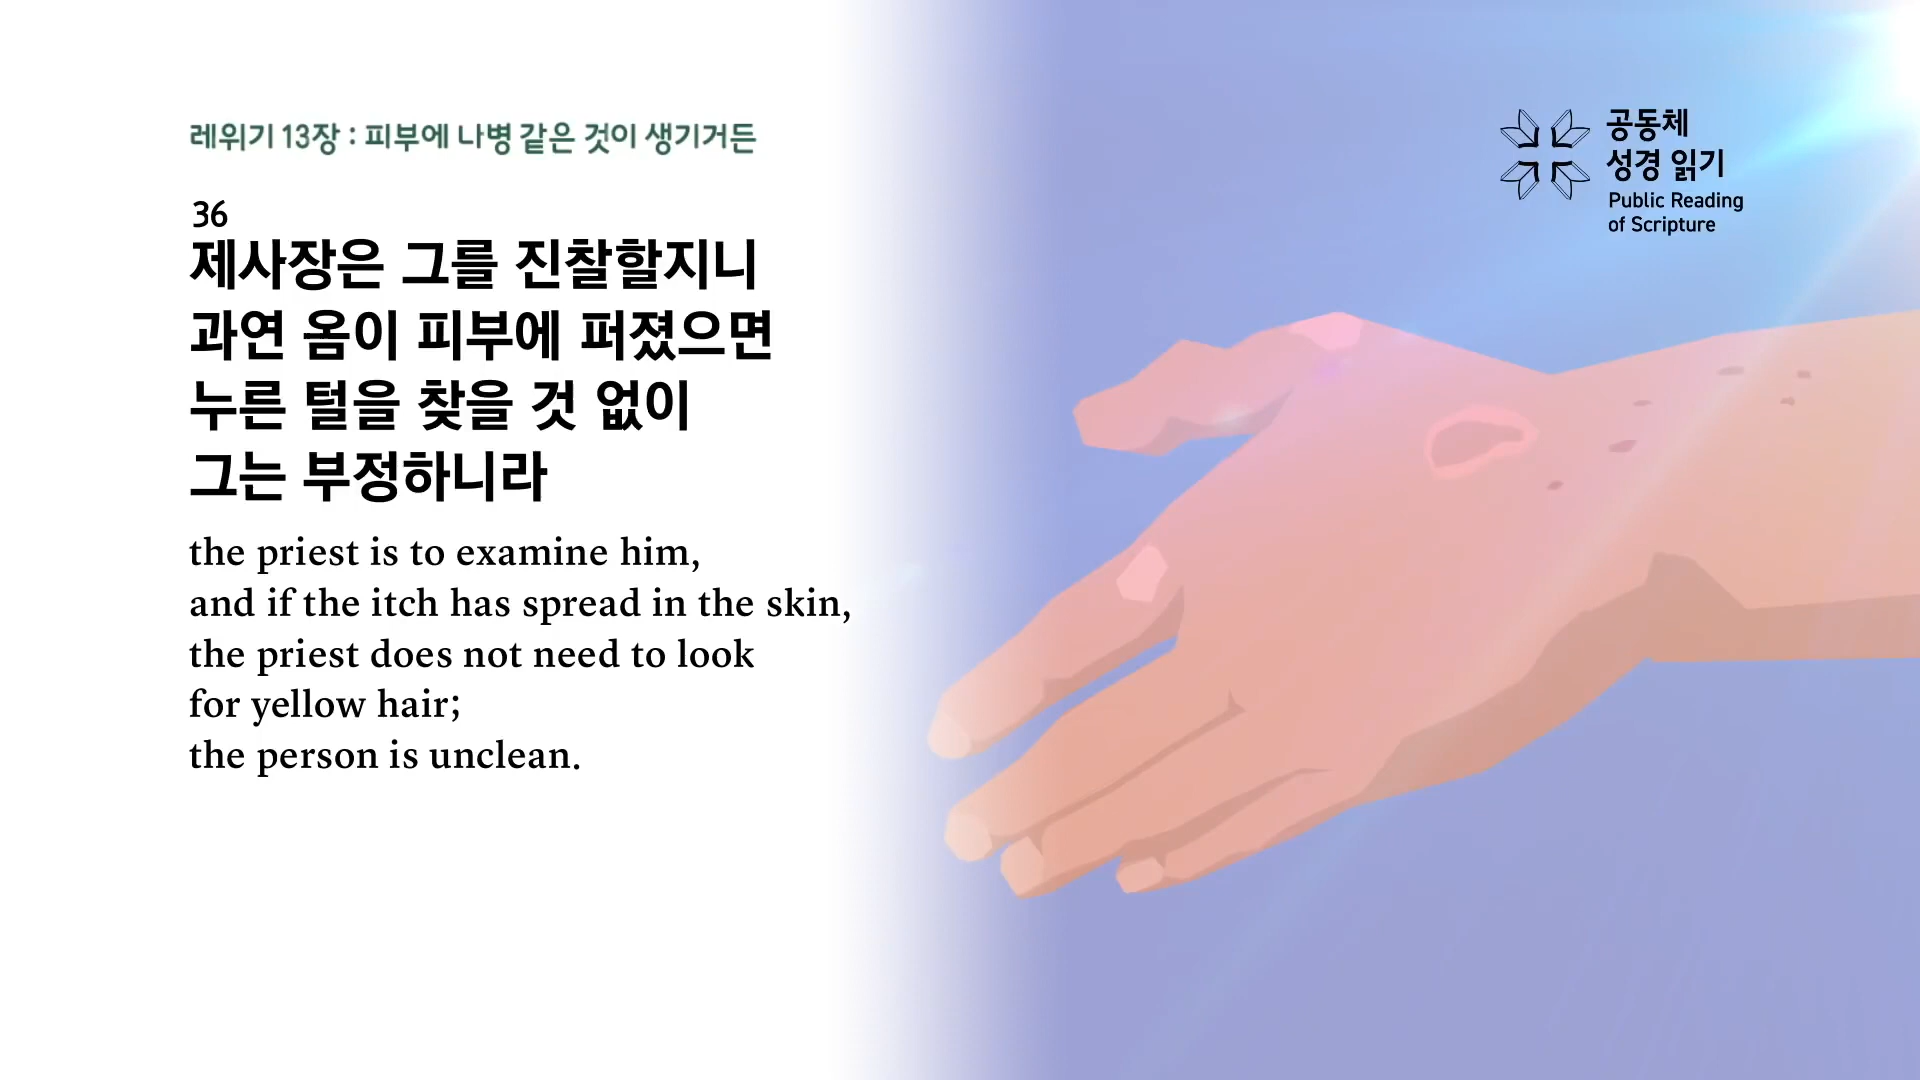 레위기 13장 : 피부에 나병 같은 것이 생기거든
36
제사장은 그를 진찰할지니
과연 옴이 피부에 퍼졌으면
누른 털을 찾을 것 없이
그는 부정하니라
the priest is to examine him,
and if the itch has spread in the skin,
the priest does not need to look
for yellow hair;
the person is unclean.
공동체
성경 읽기
Public Reading
of Scripture